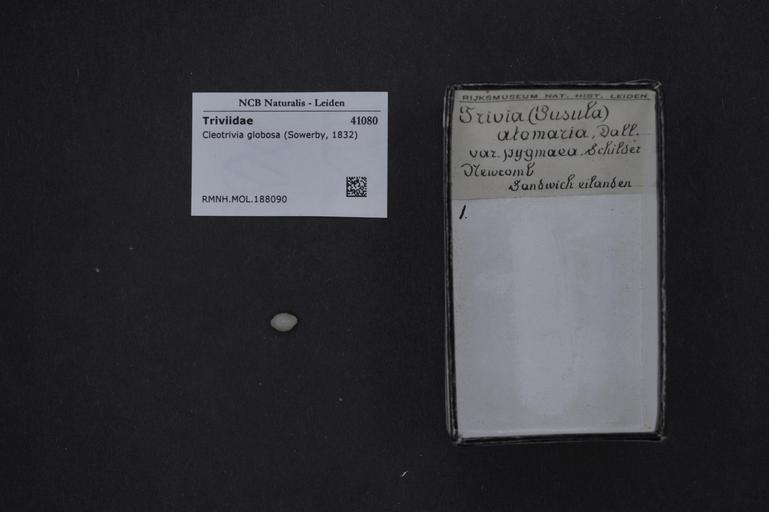 NCB Naturalis - Leiden
Triviidae 41080
Cleotrivia globosa (Sowerby, 1832)
RMNH.MOL.188090
RIJKSMUSEUM NAT. HIST. LEIDEN.
Trivia (Pusula)
atomaria, Dall.
var. pygmaea. Schilder
Newcomb
Sandwich eilanden
1.